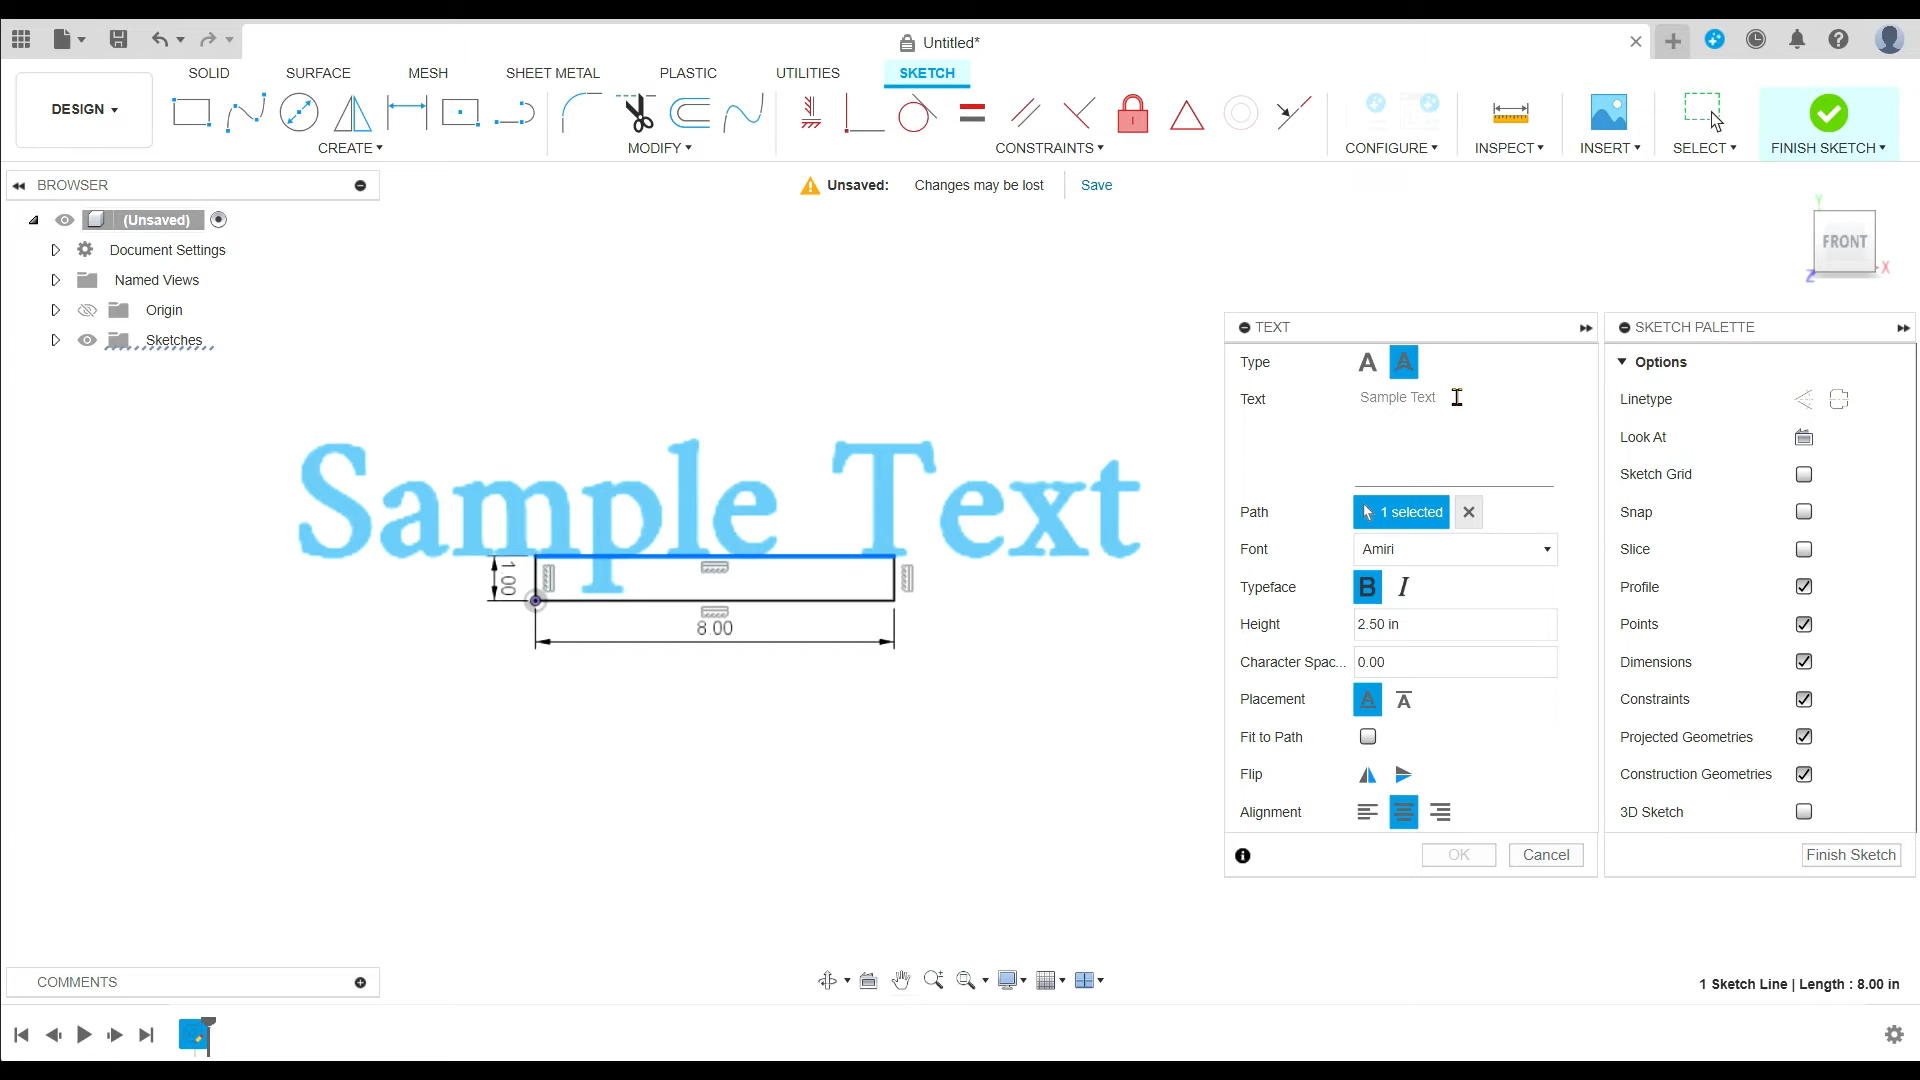 Untitled*
SOLID SURFACE MESH SHEET METAL PLASTIC UTILITIES SKETCH
DESIGN
CREATE MODIFY CONSTRAINTS CONFIGURE INSPECT INSERT SELECT FINISH SKETCH
BROWSER
Unsaved: Changes may be lost Save
(Unsaved)
Document Settings
Named Views
Origin
Sketches
FRONT
Y
X
Z
Sample Text
1.00
8.00
TEXT
Type A A
Text Sample Text
Path 1 selected
Font Amiri
Typeface B I
Height 2.50 in
Character Spac... 0.00
Placement A A
Fit to Path
Flip
Alignment
OK Cancel
SKETCH PALETTE
Options
Linetype
Look At
Sketch Grid
Snap
Slice
Profile
Points
Dimensions
Constraints
Projected Geometries
Construction Geometries
3D Sketch
Finish Sketch
COMMENTS
1 Sketch Line | Length : 8.00 in